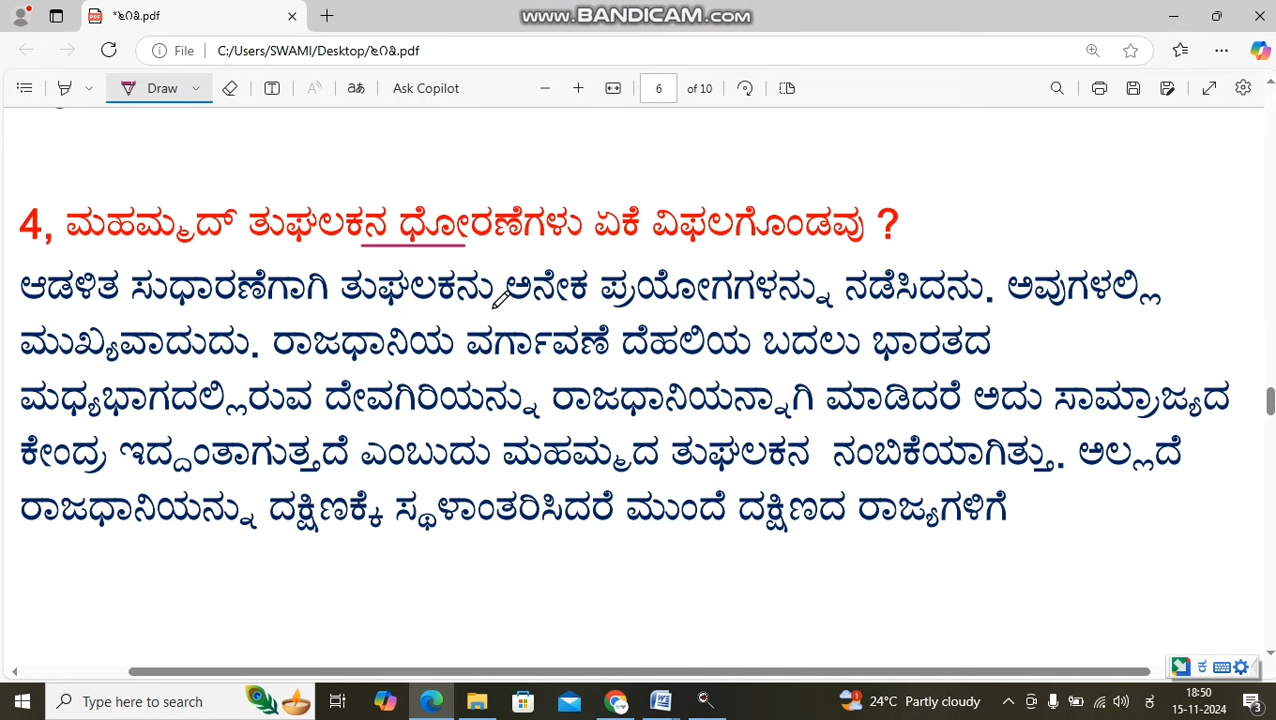 *ಓದಿ.pdf
www.BANDICAM.com
File
C:/Users/SWAMI/Desktop/ಓದಿ.pdf
Draw
Ask Copilot
6 of 10
4, ಮಹಮ್ಮದ್ ತುಘಲಕನ ಧೋರಣೆಗಳು ಏಕೆ ವಿಫಲಗೊಂಡವು ?
ಆಡಳಿತ ಸುಧಾರಣೆಗಾಗಿ ತುಘಲಕನು ಅನೇಕ ಪ್ರಯೋಗಗಳನ್ನು ನಡೆಸಿದನು. ಅವುಗಳಲ್ಲಿ
ಮುಖ್ಯವಾದುದು. ರಾಜಧಾನಿಯ ವರ್ಗಾವಣೆ ದೆಹಲಿಯ ಬದಲು ಭಾರತದ
ಮಧ್ಯಭಾಗದಲ್ಲಿರುವ ದೇವಗಿರಿಯನ್ನು ರಾಜಧಾನಿಯನ್ನಾಗಿ ಮಾಡಿದರೆ ಅದು ಸಾಮ್ರಾಜ್ಯದ
ಕೇಂದ್ರ ಇದ್ದಂತಾಗುತ್ತದೆ ಎಂಬುದು ಮಹಮ್ಮದ ತುಘಲಕನ ನಂಬಿಕೆಯಾಗಿತ್ತು. ಅಲ್ಲದೆ
ರಾಜಧಾನಿಯನ್ನು ದಕ್ಷಿಣಕ್ಕೆ ಸ್ಥಳಾಂತರಿಸಿದರೆ ಮುಂದೆ ದಕ್ಷಿಣದ ರಾಜ್ಯಗಳಿಗೆ
Type here to search
24°C Partly cloudy
18:50
15-11-2024